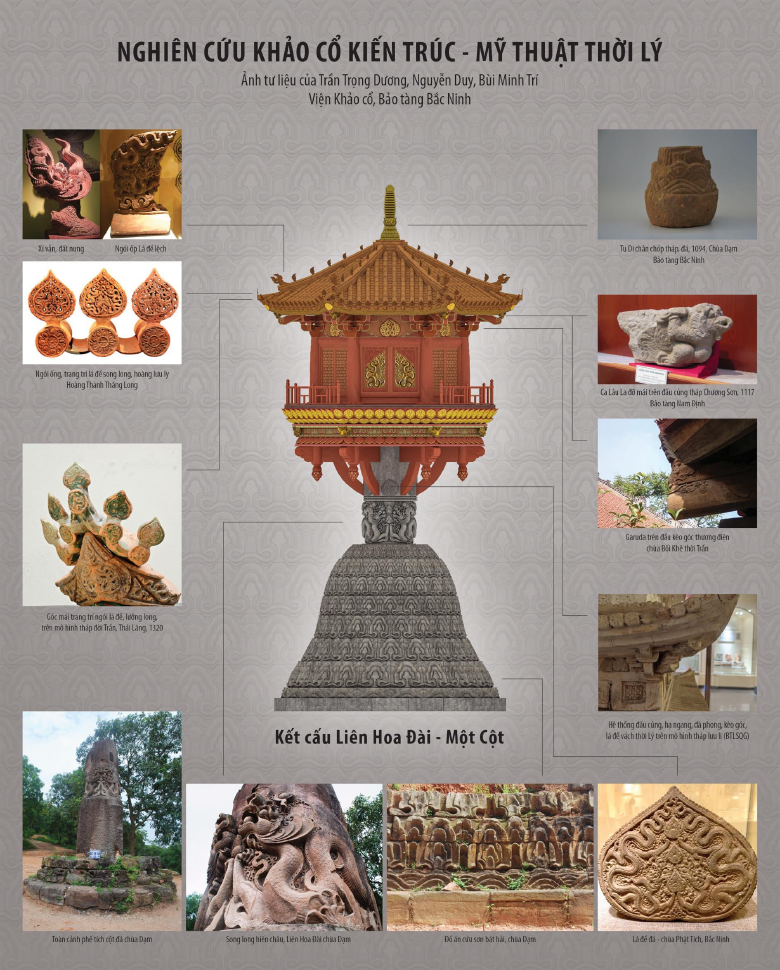 NGHIÊN CỨU KHẢO CỔ KIẾN TRÚC - MỸ THUẬT THỜI LÝ
Ảnh tư liệu của Trần Trọng Dương, Nguyễn Duy, Bùi Minh Trí
Viện Khảo cổ, Bảo tàng Bắc Ninh
Xi vẫn, đất nung
Ngói ốp Lá đề lệch
Tu Di chân chóp tháp, đá, 1094, Chùa Dạm
Bảo tàng Bắc Ninh
Ngói ống, trang trí lá đề song long, hoàng lưu ly
Hoàng Thành Thăng Long
Ca Lâu La đỡ mái trên đấu củng tháp Chương Sơn, 1117
Bảo tàng Nam Định
Garuda trên đầu kèo góc thượng điện
chùa Bối Khê thời Trần
Góc mái trang trí ngói lá đề, lưỡng long,
trên mô hình tháp đời Trần, Thái Lăng, 1320
Hệ thống đấu củng, hạ ngang, đá phong, kèo góc,
lá đề vách thời Lý trên mô hình tháp lưu li (BTLSQG)
Kết cấu Liên Hoa Đài - Một Cột
Toàn cảnh phế tích cột đá chùa Dạm
Song long hiến châu, Liên Hoa Đài chùa Dạm
Đồ án cửu sơn bát hải, chùa Dạm
Lá đề đá - chùa Phật Tích, Bắc Ninh